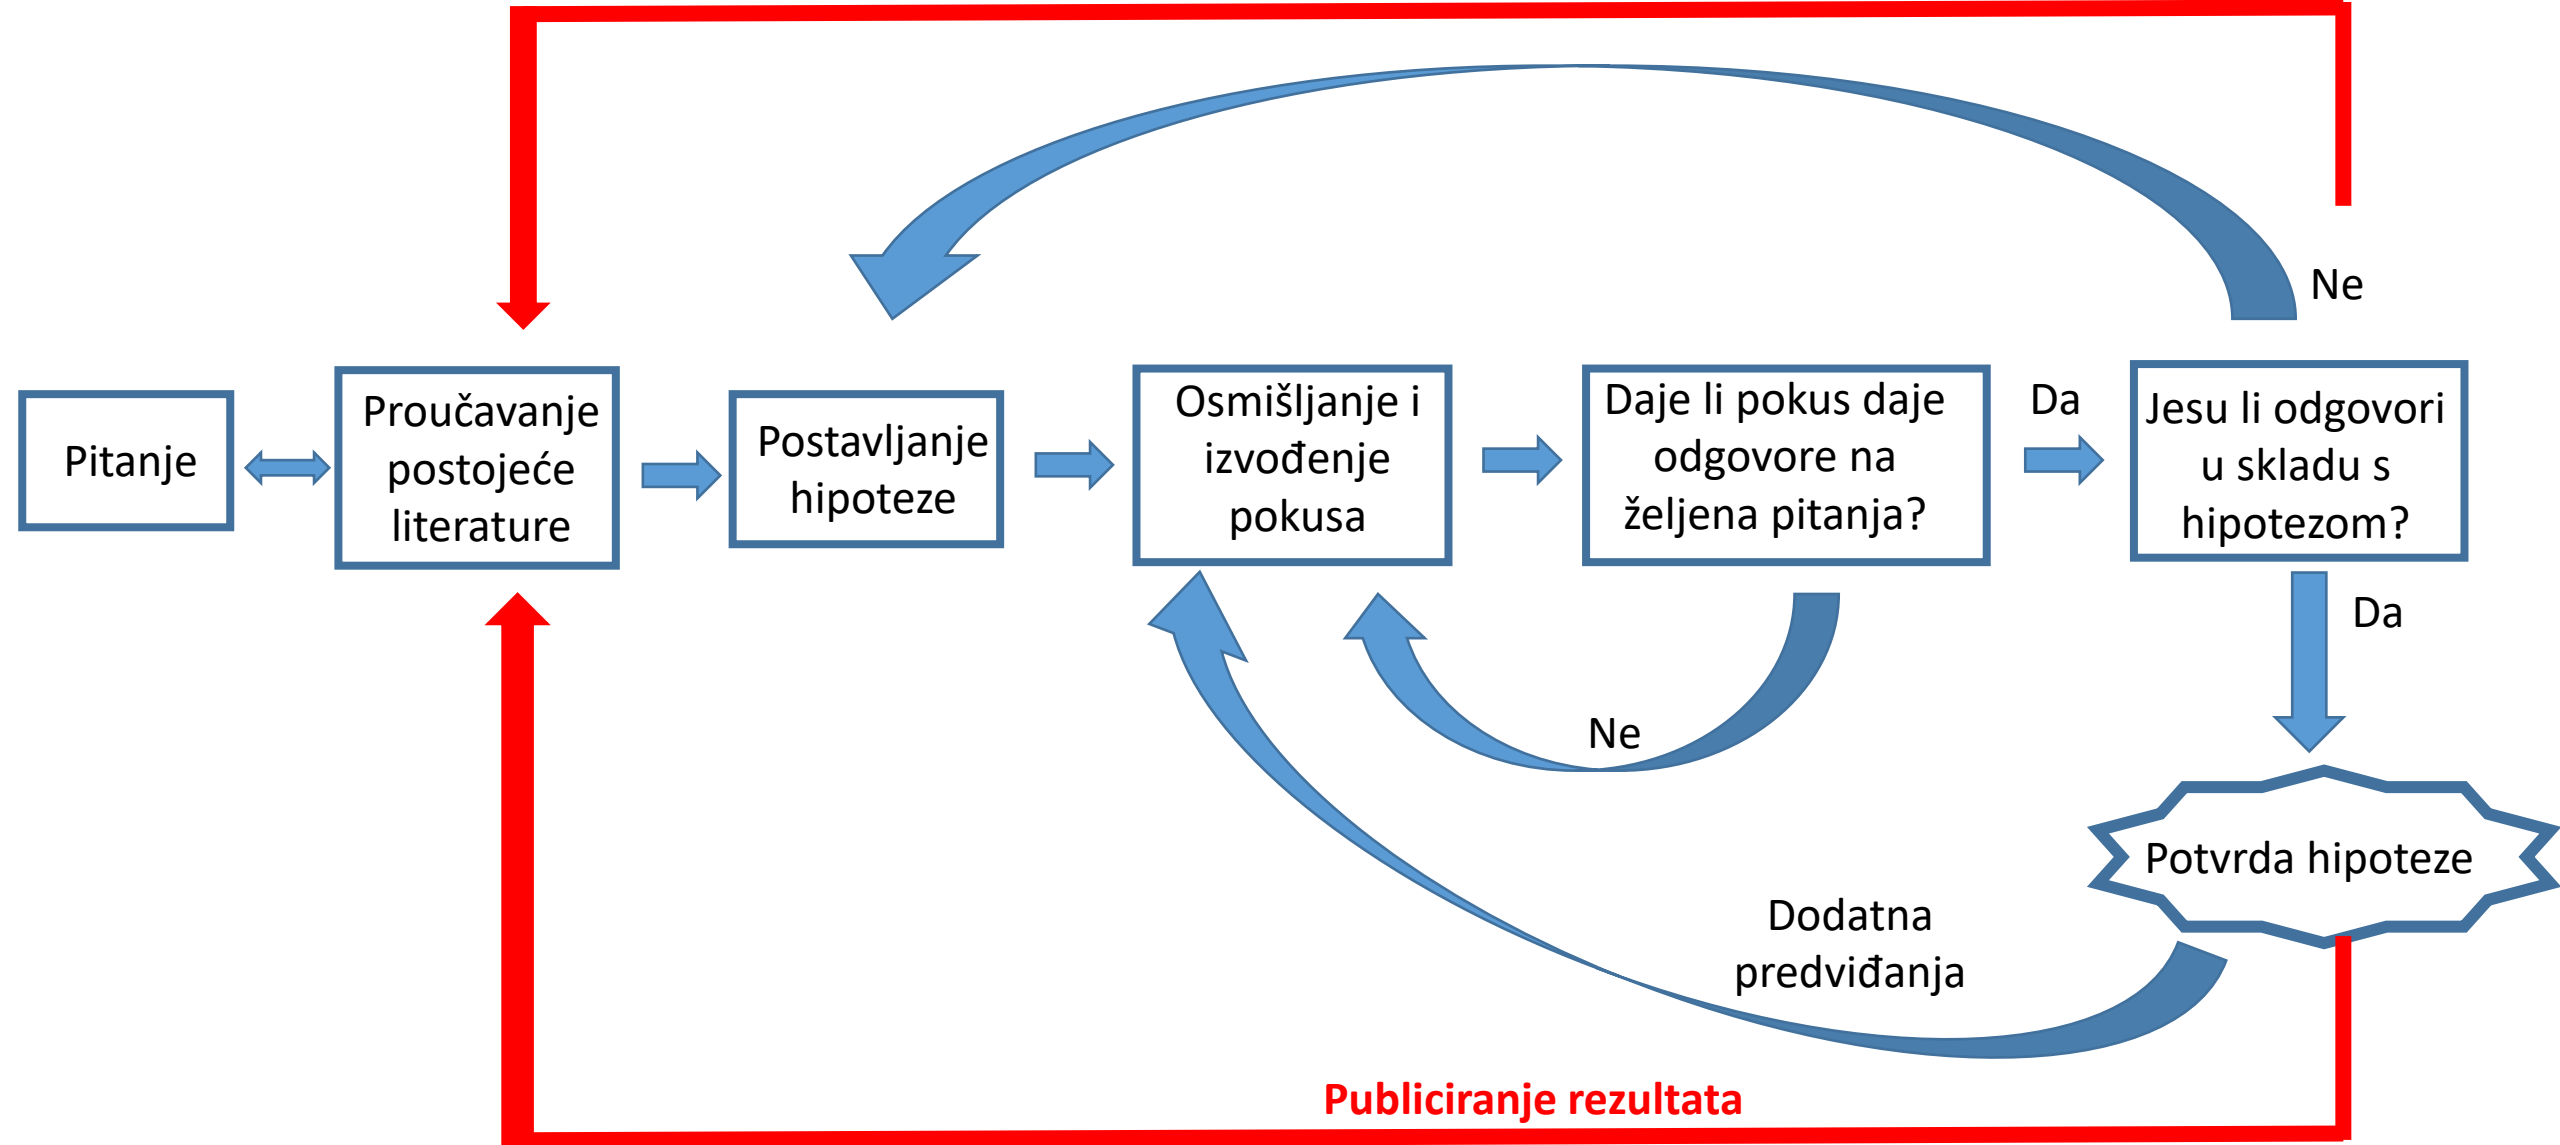 Pitanje
Proučavanje
postojeće
literature
Postavljanje
hipoteze
Osmišljanje i
izvođenje
pokusa
Daje li pokus daje
odgovore na
željena pitanja?
Da
Jesu li odgovori
u skladu s
hipotezom?
Ne
Da
Ne
Potvrda hipoteze
Dodatna
predviđanja
Publiciranje rezultata